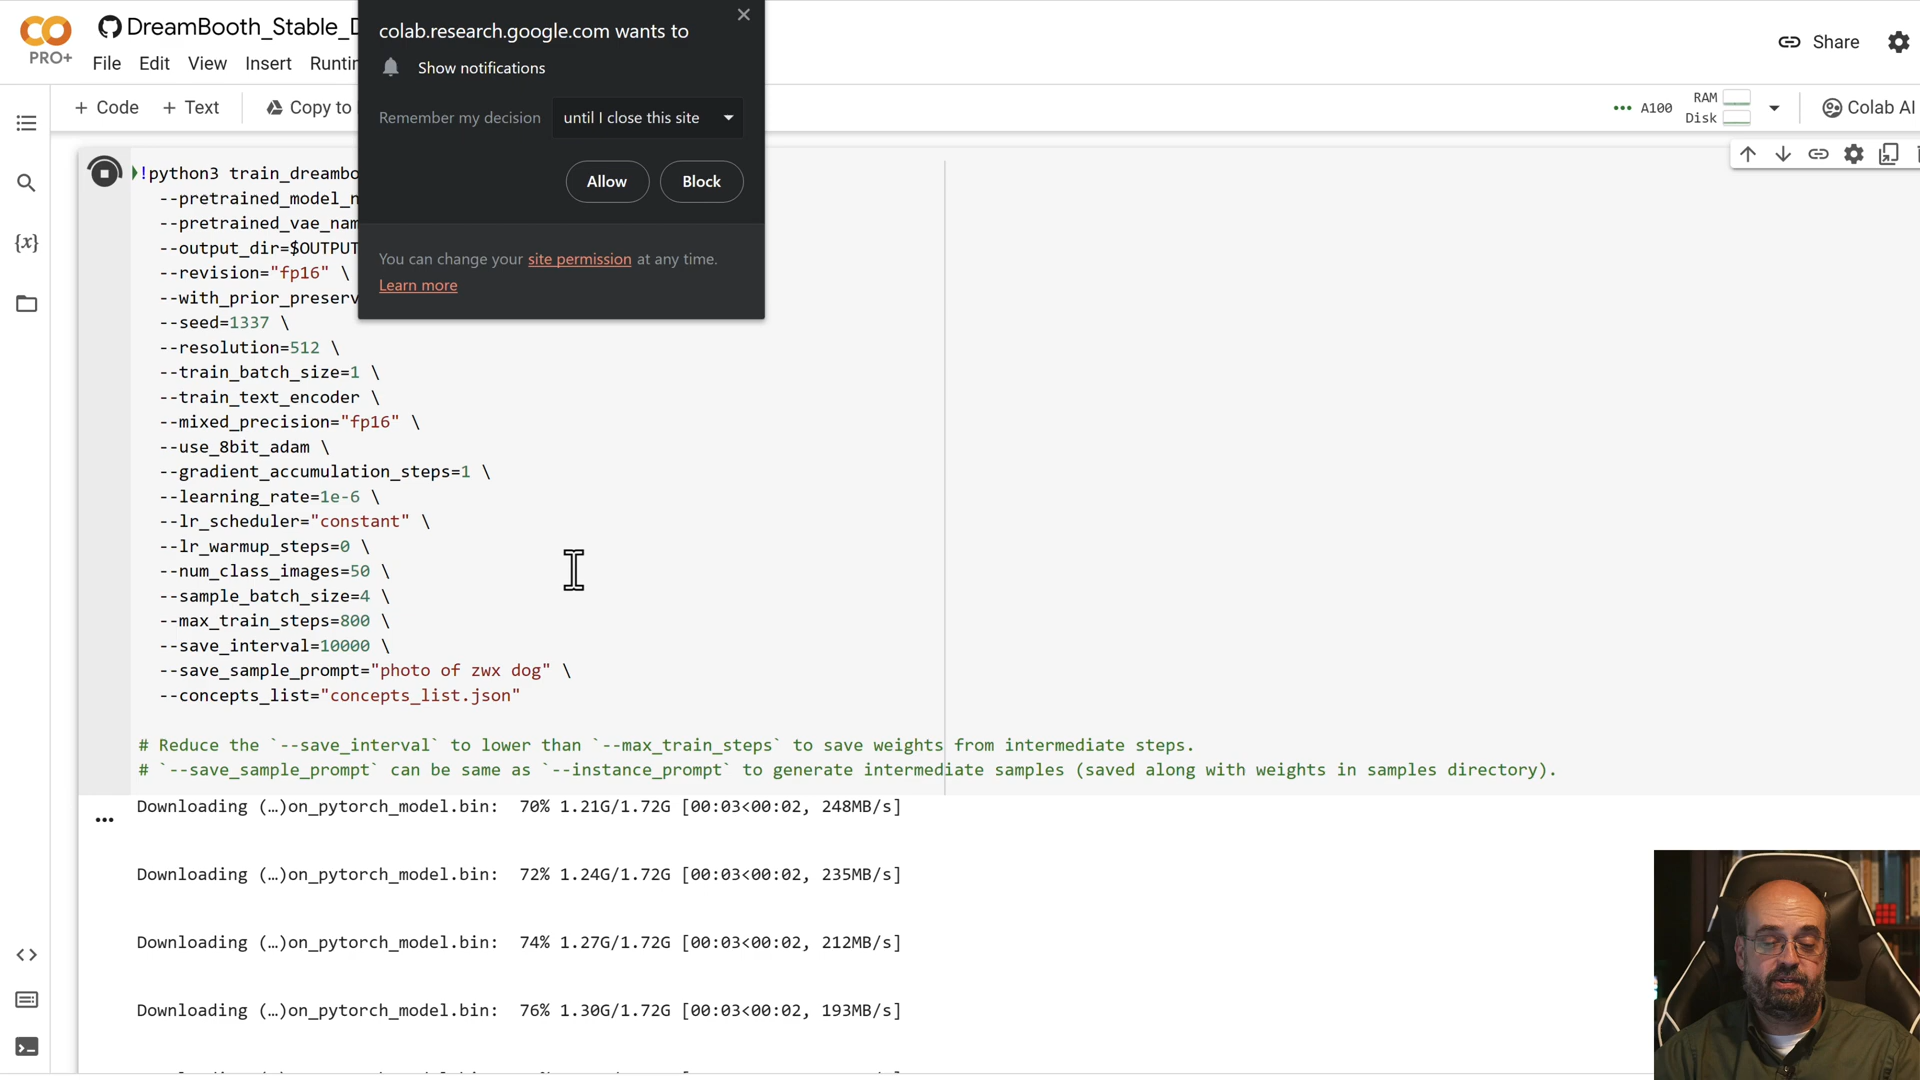 DreamBooth_Stable_D
PRO+
File Edit View Insert Runtim
Share
+ Code + Text Copy to
A100 RAM Disk
Colab AI
colab.research.google.com wants to
Show notifications
Remember my decision until I close this site
Allow Block
You can change your site permission at any time.
Learn more
{x}
!python3 train_dreambo
--pretrained_model_n
--pretrained_vae_nam
--output_dir=$OUTPUT
--revision="fp16" \
--with_prior_preserv
--seed=1337 \
--resolution=512 \
--train_batch_size=1 \
--train_text_encoder \
--mixed_precision="fp16" \
--use_8bit_adam \
--gradient_accumulation_steps=1 \
--learning_rate=1e-6 \
--lr_scheduler="constant" \
--lr_warmup_steps=0 \
--num_class_images=50 \
--sample_batch_size=4 \
--max_train_steps=800 \
--save_interval=10000 \
--save_sample_prompt="photo of zwx dog" \
--concepts_list="concepts_list.json"
# Reduce the `--save_interval` to lower than `--max_train_steps` to save weights from intermediate steps.
# `--save_sample_prompt` can be same as `--instance_prompt` to generate intermediate samples (saved along with weights in samples directory).
Downloading (…)on_pytorch_model.bin: 70% 1.21G/1.72G [00:03<00:02, 248MB/s]
Downloading (…)on_pytorch_model.bin: 72% 1.24G/1.72G [00:03<00:02, 235MB/s]
Downloading (…)on_pytorch_model.bin: 74% 1.27G/1.72G [00:03<00:02, 212MB/s]
Downloading (…)on_pytorch_model.bin: 76% 1.30G/1.72G [00:03<00:02, 193MB/s]